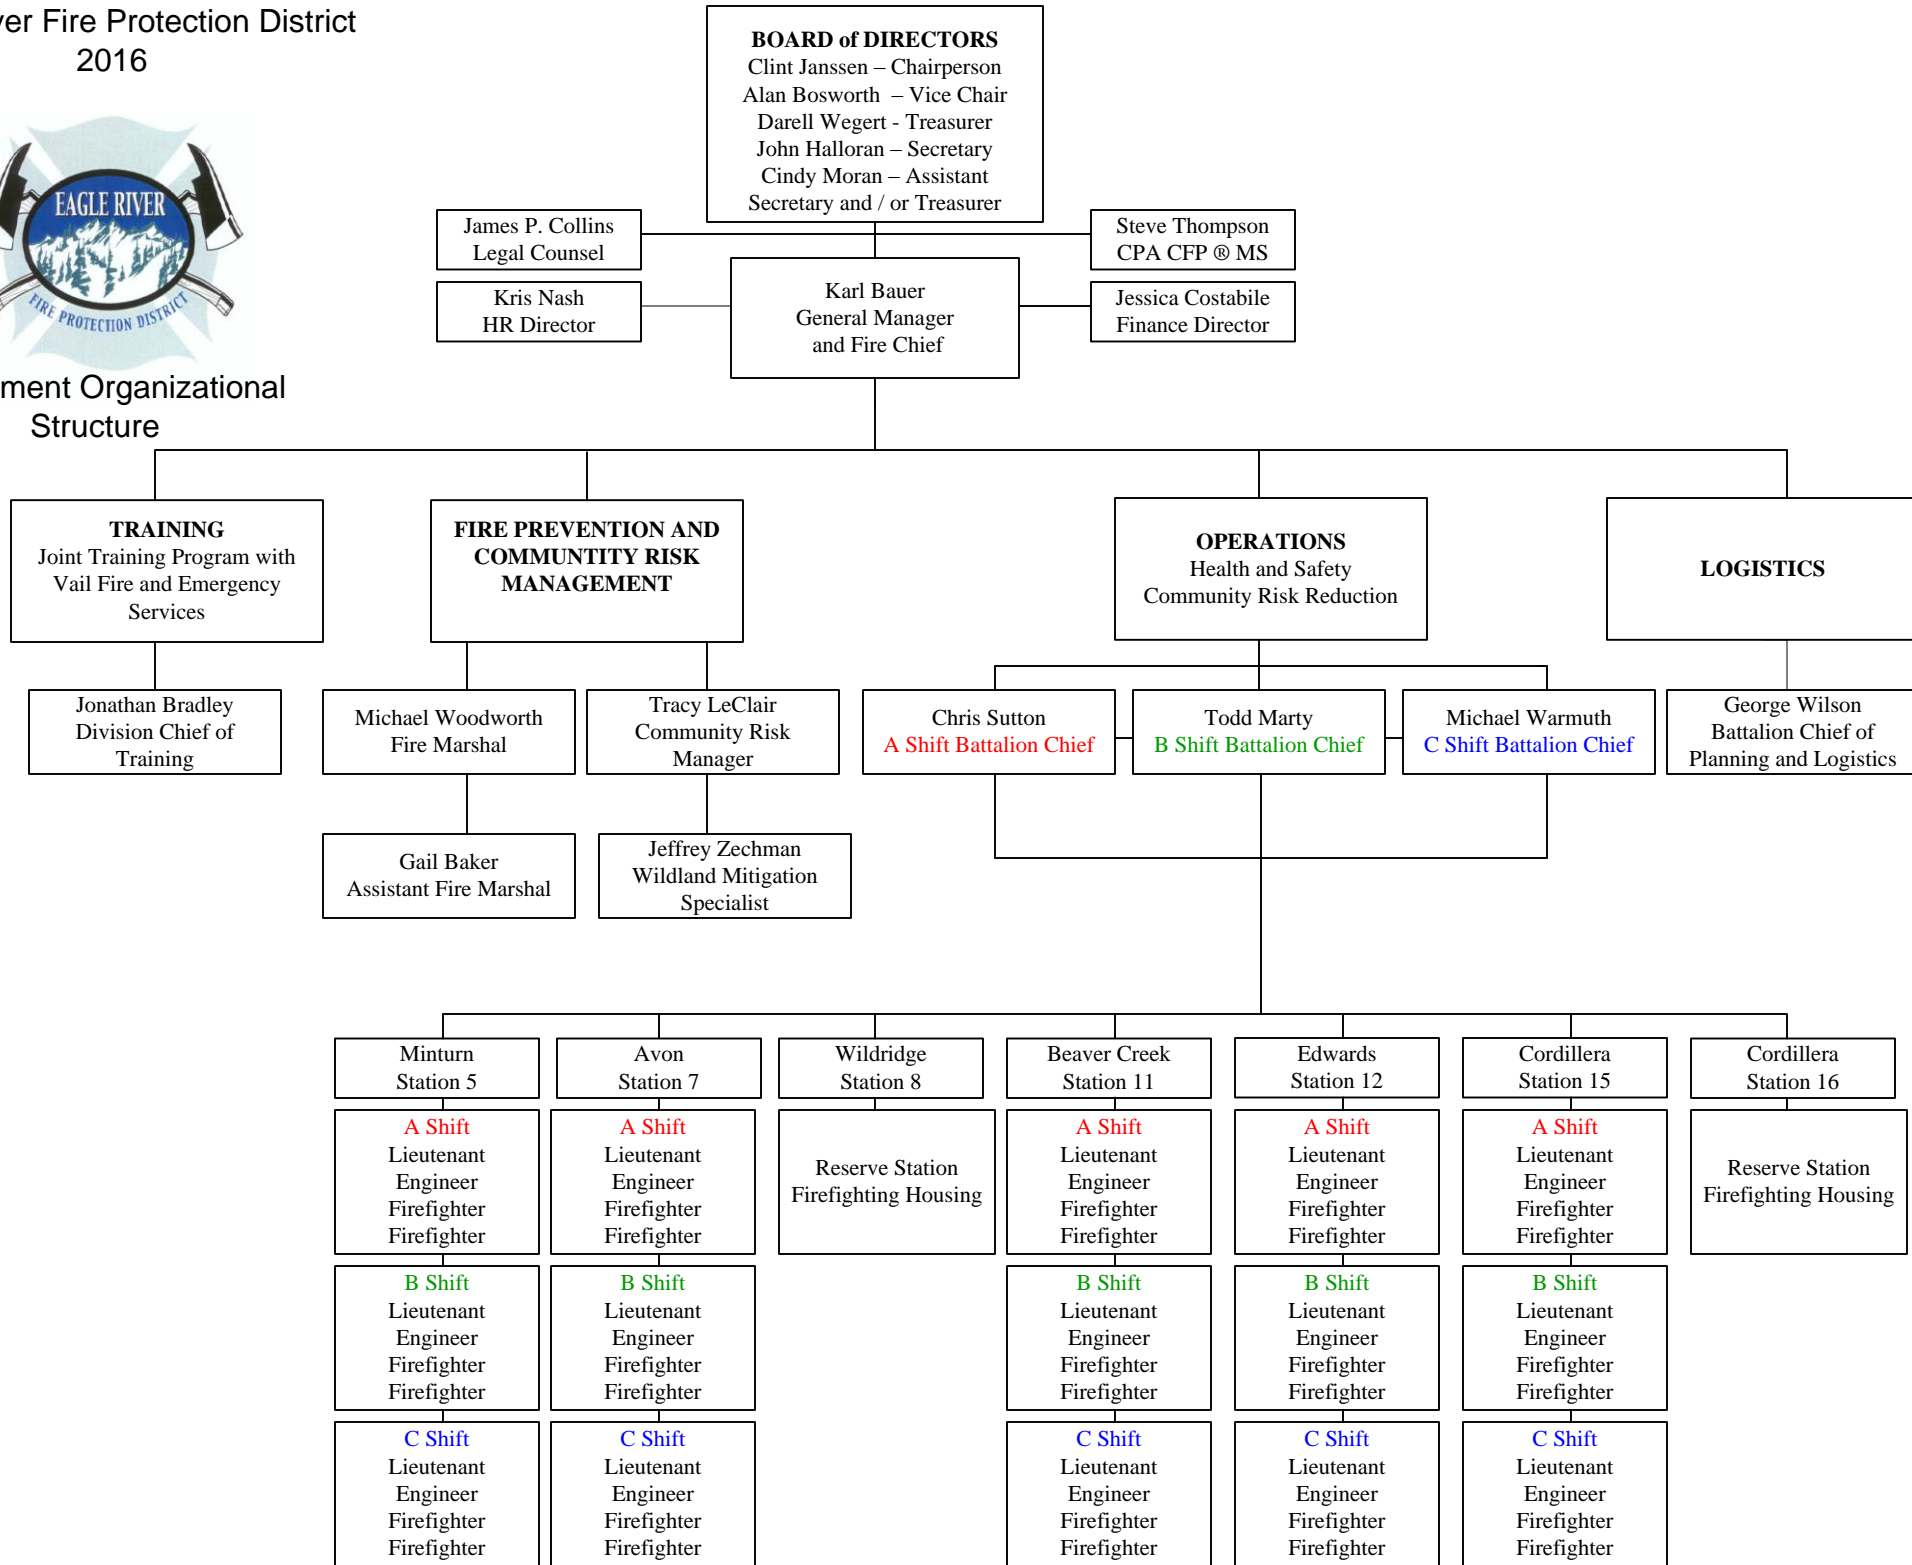 ver Fire Protection District
2016
EAGLE RIVER
FIRE PROTECTION DISTRICT
ment Organizational
Structure
BOARD of DIRECTORS
Clint Janssen – Chairperson
Alan Bosworth – Vice Chair
Darell Wegert - Treasurer
John Halloran – Secretary
Cindy Moran – Assistant
Secretary and / or Treasurer
James P. Collins
Legal Counsel
Steve Thompson
CPA CFP ® MS
Kris Nash
HR Director
Karl Bauer
General Manager
and Fire Chief
Jessica Costabile
Finance Director
TRAINING
Joint Training Program with
Vail Fire and Emergency
Services
FIRE PREVENTION AND
COMMUNTITY RISK
MANAGEMENT
OPERATIONS
Health and Safety
Community Risk Reduction
LOGISTICS
Jonathan Bradley
Division Chief of
Training
Michael Woodworth
Fire Marshal
Tracy LeClair
Community Risk
Manager
Chris Sutton
A Shift Battalion Chief
Todd Marty
B Shift Battalion Chief
Michael Warmuth
C Shift Battalion Chief
George Wilson
Battalion Chief of
Planning and Logistics
Gail Baker
Assistant Fire Marshal
Jeffrey Zechman
Wildland Mitigation
Specialist
Minturn
Station 5
A Shift
Lieutenant
Engineer
Firefighter
Firefighter
B Shift
Lieutenant
Engineer
Firefighter
Firefighter
C Shift
Lieutenant
Engineer
Firefighter
Firefighter
Avon
Station 7
A Shift
Lieutenant
Engineer
Firefighter
Firefighter
B Shift
Lieutenant
Engineer
Firefighter
Firefighter
C Shift
Lieutenant
Engineer
Firefighter
Firefighter
Wildridge
Station 8
Reserve Station
Firefighting Housing
Beaver Creek
Station 11
A Shift
Lieutenant
Engineer
Firefighter
Firefighter
B Shift
Lieutenant
Engineer
Firefighter
Firefighter
C Shift
Lieutenant
Engineer
Firefighter
Firefighter
Edwards
Station 12
A Shift
Lieutenant
Engineer
Firefighter
Firefighter
B Shift
Lieutenant
Engineer
Firefighter
Firefighter
C Shift
Lieutenant
Engineer
Firefighter
Firefighter
Cordillera
Station 15
A Shift
Lieutenant
Engineer
Firefighter
Firefighter
B Shift
Lieutenant
Engineer
Firefighter
Firefighter
C Shift
Lieutenant
Engineer
Firefighter
Firefighter
Cordillera
Station 16
Reserve Station
Firefighting Housing